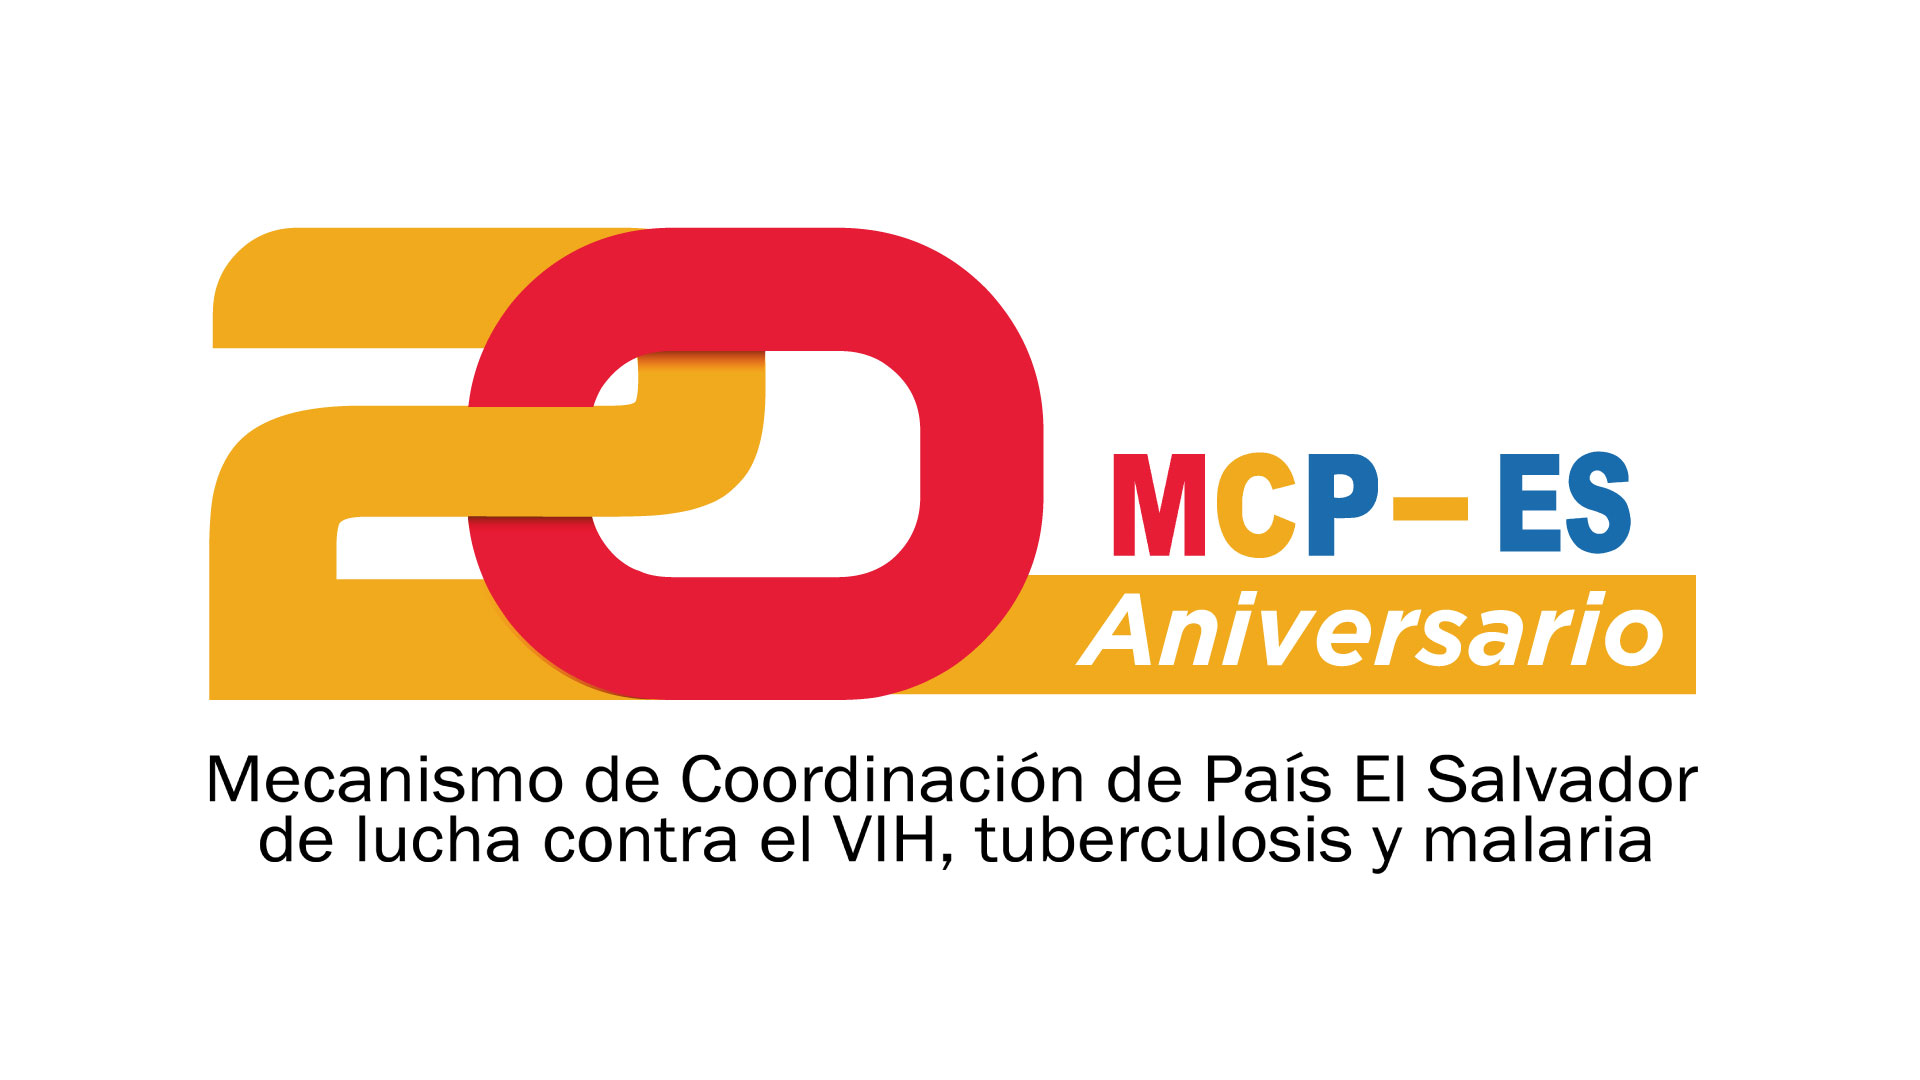 20
MCP-ES
Aniversario
Mecanismo de Coordinación de País El Salvador
de lucha contra el VIH, tuberculosis y malaria